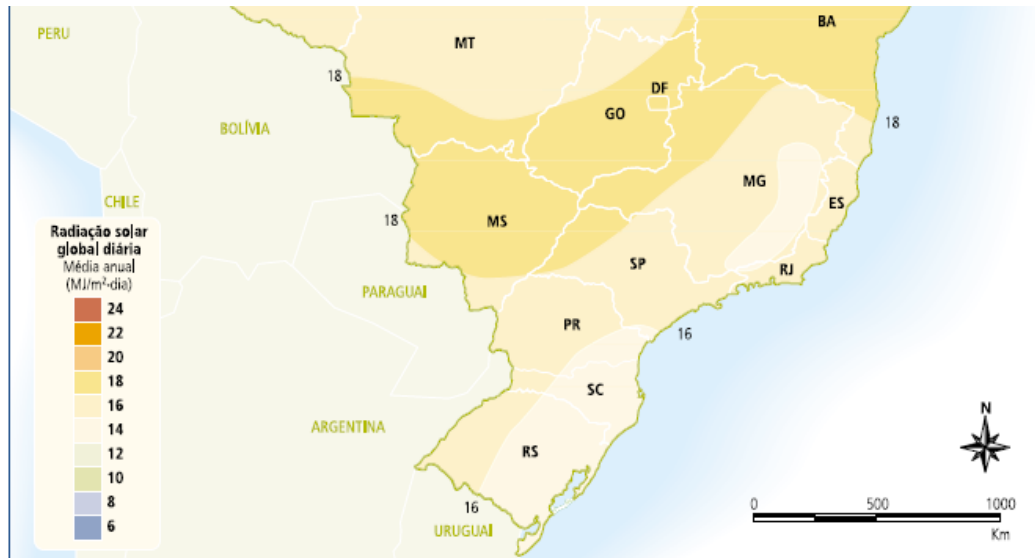 PERU
BA
MT
18
DF
GO
BOLÍVIA
18
MG
CHILE
ES
18
MS
Radiação solar
global diária
Média anual
(MJ/m²-dia)
24
22
20
18
16
14
12
10
8
6
SP
RJ
PARAGUAI
PR
16
SC
ARGENTINA
RS
N
16
URUGUAI
0 500 1000
Km